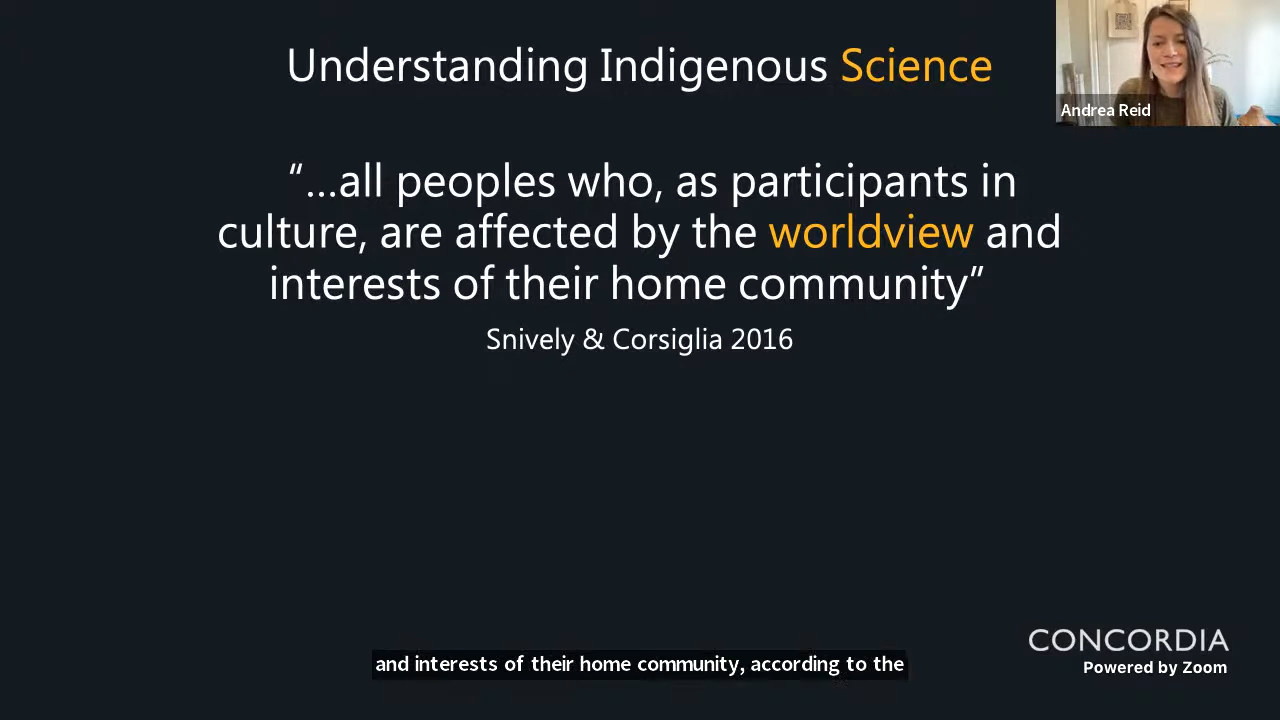 Understanding Indigenous Science
Andrea Reid
“…all peoples who, as participants in
culture, are affected by the worldview and
interests of their home community”
Snively & Corsiglia 2016
CONCORDIA
and interests of their home community, according to the
Powered by Zoom